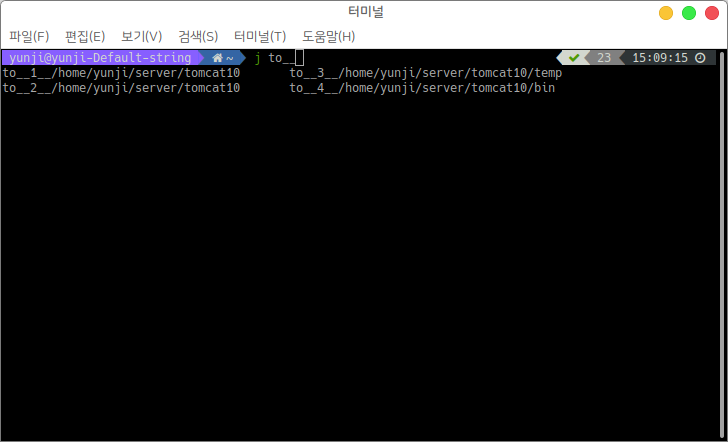 터미널
파일(F) 편집(E) 보기(V) 검색(S) 터미널(T) 도움말(H)
yunji@yunji-Default-string ~ j to__ ✔ 23 15:09:15
to__1__/home/yunji/server/tomcat10 to__3__/home/yunji/server/tomcat10/temp
to__2__/home/yunji/server/tomcat10 to__4__/home/yunji/server/tomcat10/bin